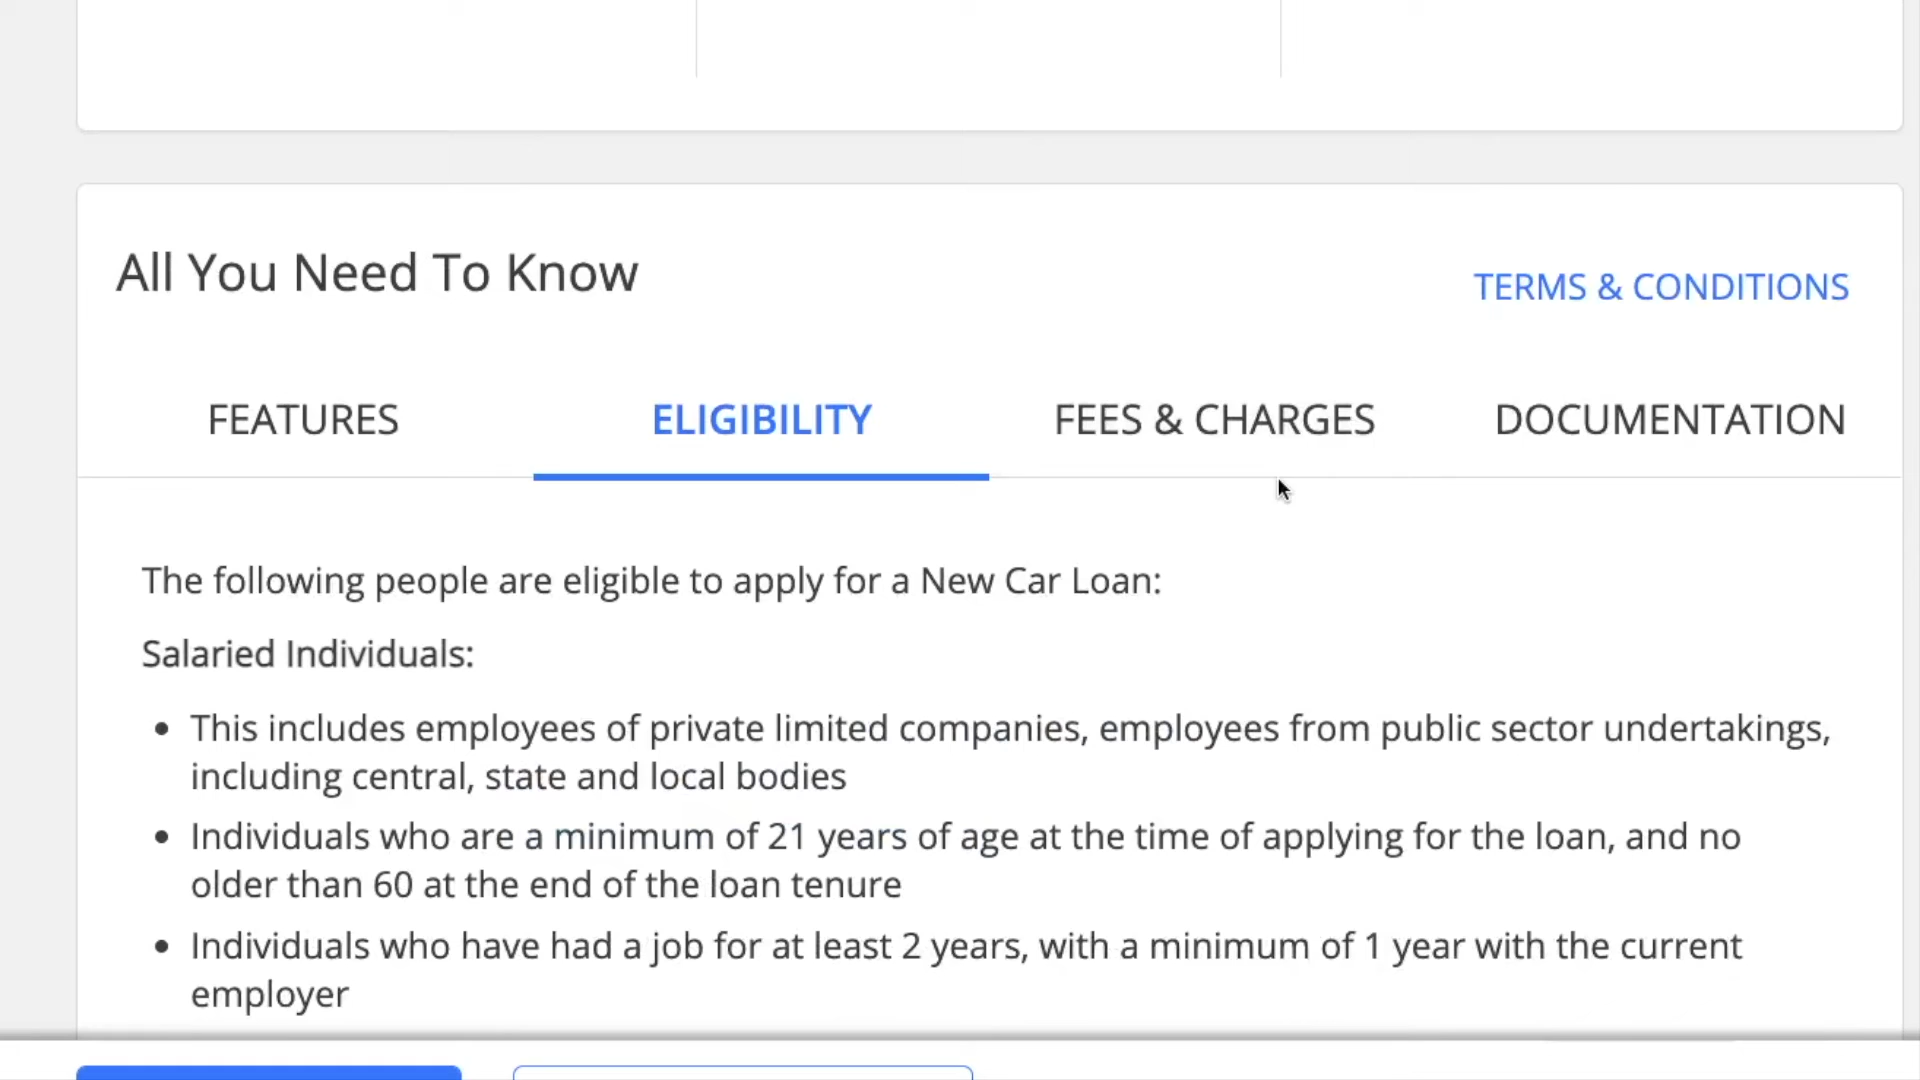 All You Need To Know
TERMS & CONDITIONS
FEATURES
ELIGIBILITY
FEES & CHARGES
DOCUMENTATION
The following people are eligible to apply for a New Car Loan:
Salaried Individuals:
• This includes employees of private limited companies, employees from public sector undertakings,
including central, state and local bodies
• Individuals who are a minimum of 21 years of age at the time of applying for the loan, and no
older than 60 at the end of the loan tenure
• Individuals who have had a job for at least 2 years, with a minimum of 1 year with the current
employer